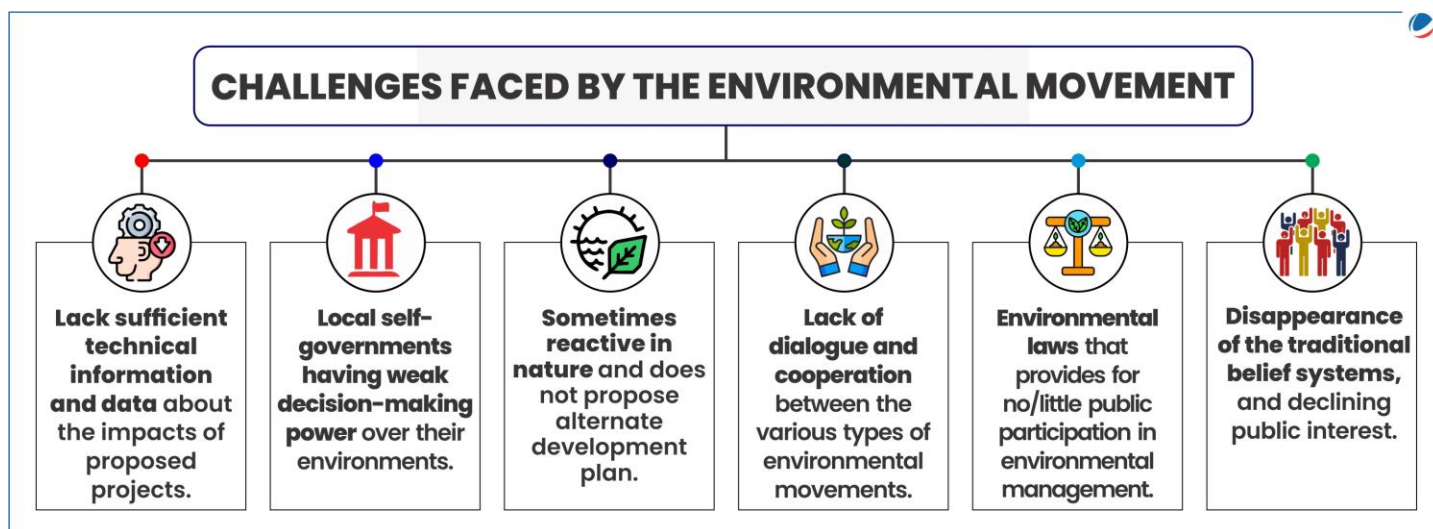 CHALLENGES FACED BY THE ENVIRONMENTAL MOVEMENT
Lack sufficient
technical
information
and data about
the impacts of
proposed
projects.
Local self-
governments
having weak
decision-making
power over their
environments.
Sometimes
reactive in
nature and does
not propose
alternate
development
plan.
Lack of
dialogue and
cooperation
between the
various types of
environmental
movements.
Environmental
laws that
provides for
no/little public
participation in
environmental
management.
Disappearance
of the traditional
belief systems,
and declining
public interest.